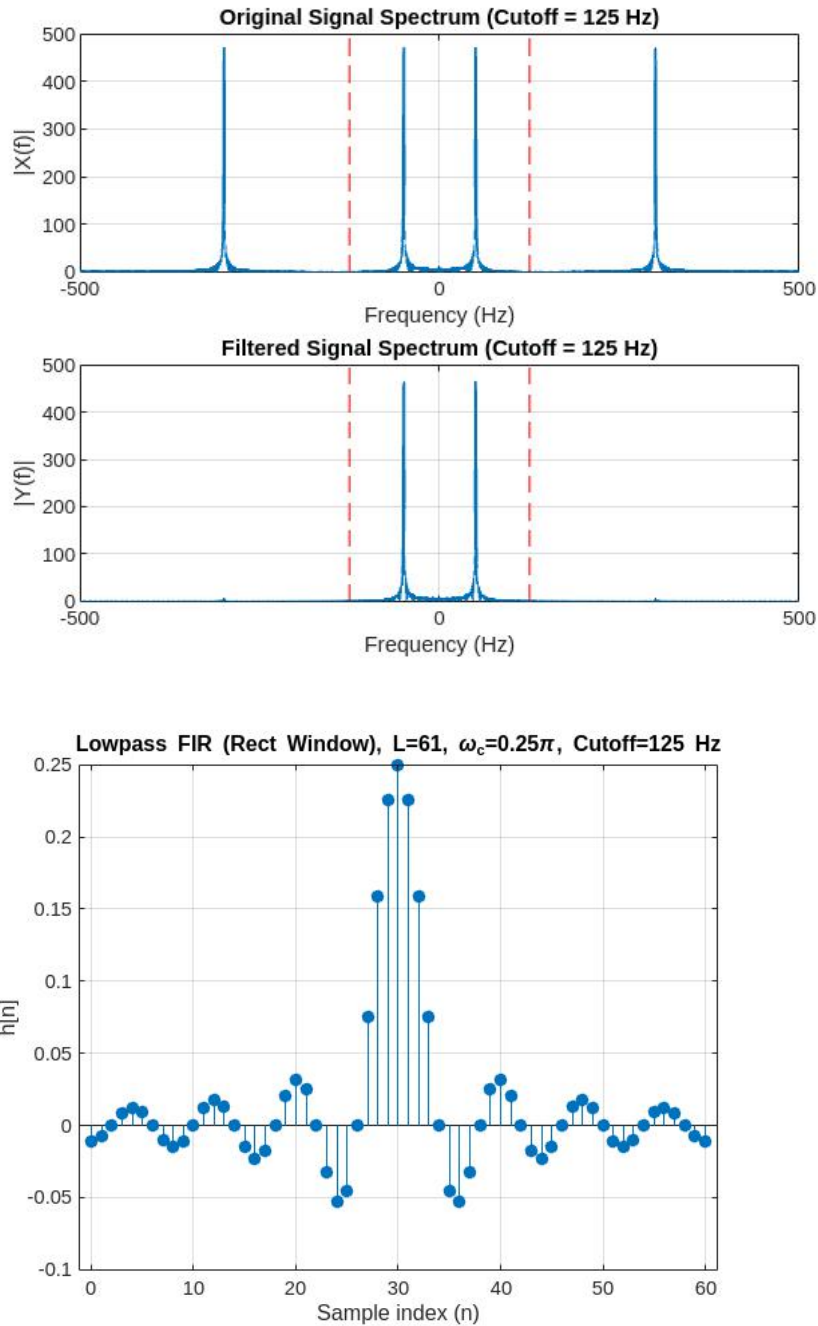 Original Signal Spectrum (Cutoff = 125 Hz)
500
400
300
200
100
0
|X(f)|
-500 0 500
Frequency (Hz)
Filtered Signal Spectrum (Cutoff = 125 Hz)
500
400
300
200
100
0
|Y(f)|
-500 0 500
Frequency (Hz)
Lowpass FIR (Rect Window), L=61, ω_c=0.25π, Cutoff=125 Hz
0.25
0.2
0.15
0.1
0.05
0
-0.05
-0.1
h[n]
0 10 20 30 40 50 60
Sample index (n)